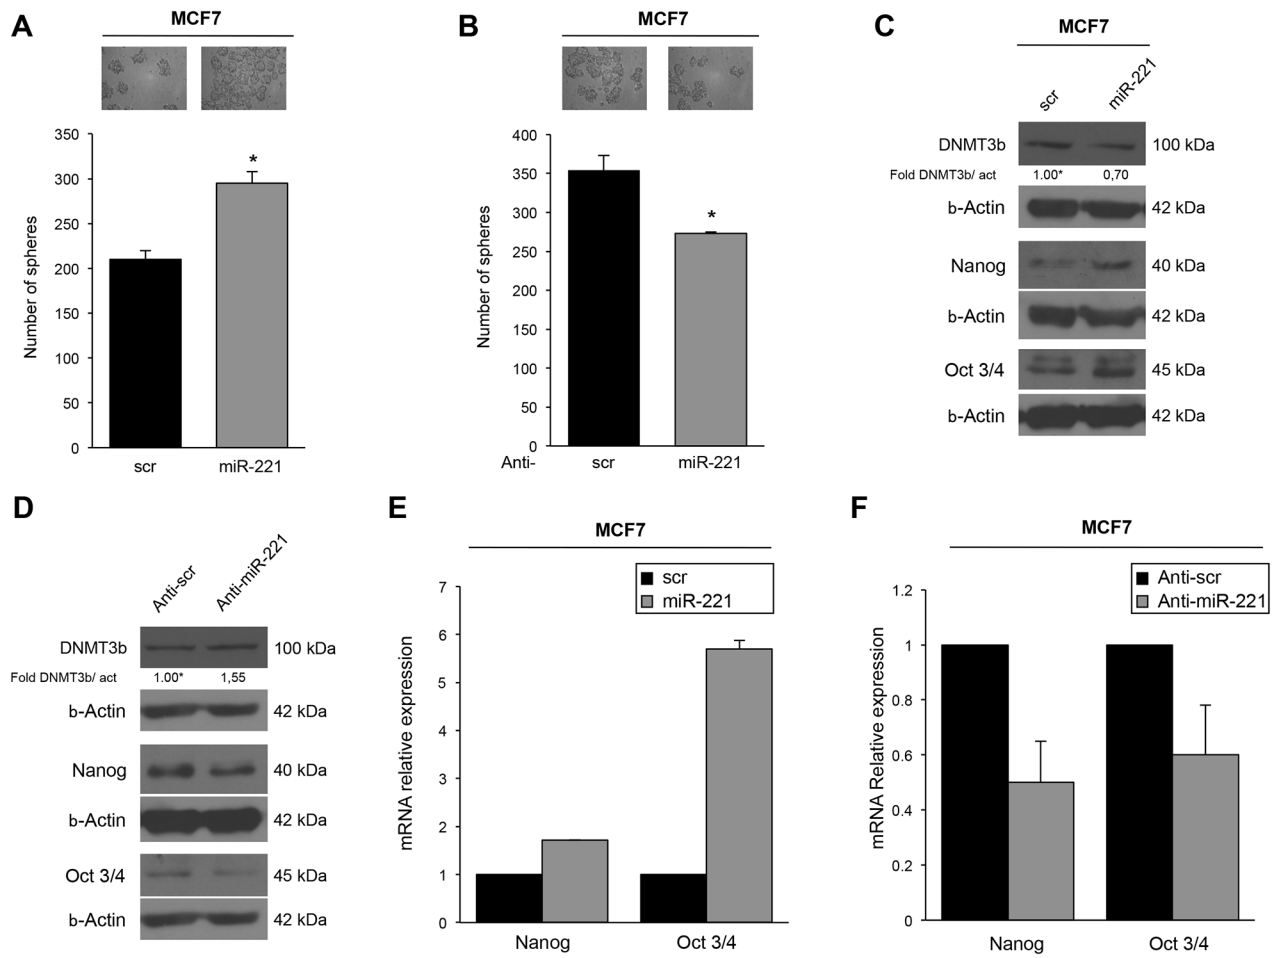 A
MCF7
350
300
250
200
150
100
50
0
Number of spheres
*
scr
miR-221
B
MCF7
400
350
300
250
200
150
100
50
0
Number of spheres
*
Anti-
scr
miR-221
C
MCF7
scr
miR-221
DNMT3b
100 kDa
Fold DNMT3b/ act
1.00*
0,70
b-Actin
42 kDa
Nanog
40 kDa
b-Actin
42 kDa
Oct 3/4
45 kDa
b-Actin
42 kDa
D
Anti-scr
Anti-miR-221
DNMT3b
100 kDa
Fold DNMT3b/ act
1.00*
1,55
b-Actin
42 kDa
Nanog
40 kDa
b-Actin
42 kDa
Oct 3/4
45 kDa
b-Actin
42 kDa
E
MCF7
scr
miR-221
7
6
5
4
3
2
1
0
mRNA relative expression
Nanog
Oct 3/4
F
MCF7
Anti-scr
Anti-miR-221
1.2
1
0.8
0.6
0.4
0.2
0
mRNA Relative expression
Nanog
Oct 3/4